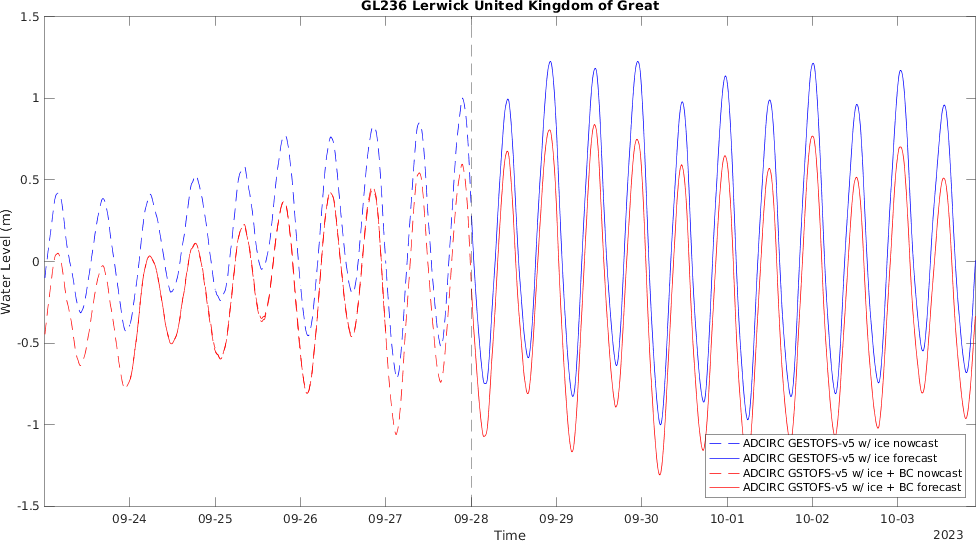 GL236 Lerwick United Kingdom of Great
1.5
1
0.5
0
-0.5
-1
-1.5
Water Level (m)
ADCIRC GESTOFS-v5 w/ ice nowcast
ADCIRC GESTOFS-v5 w/ ice forecast
ADCIRC GSTOFS-v5 w/ ice + BC nowcast
ADCIRC GSTOFS-v5 w/ ice + BC forecast
09-24 09-25 09-26 09-27 09-28 09-29 09-30 10-01 10-02 10-03
Time
2023